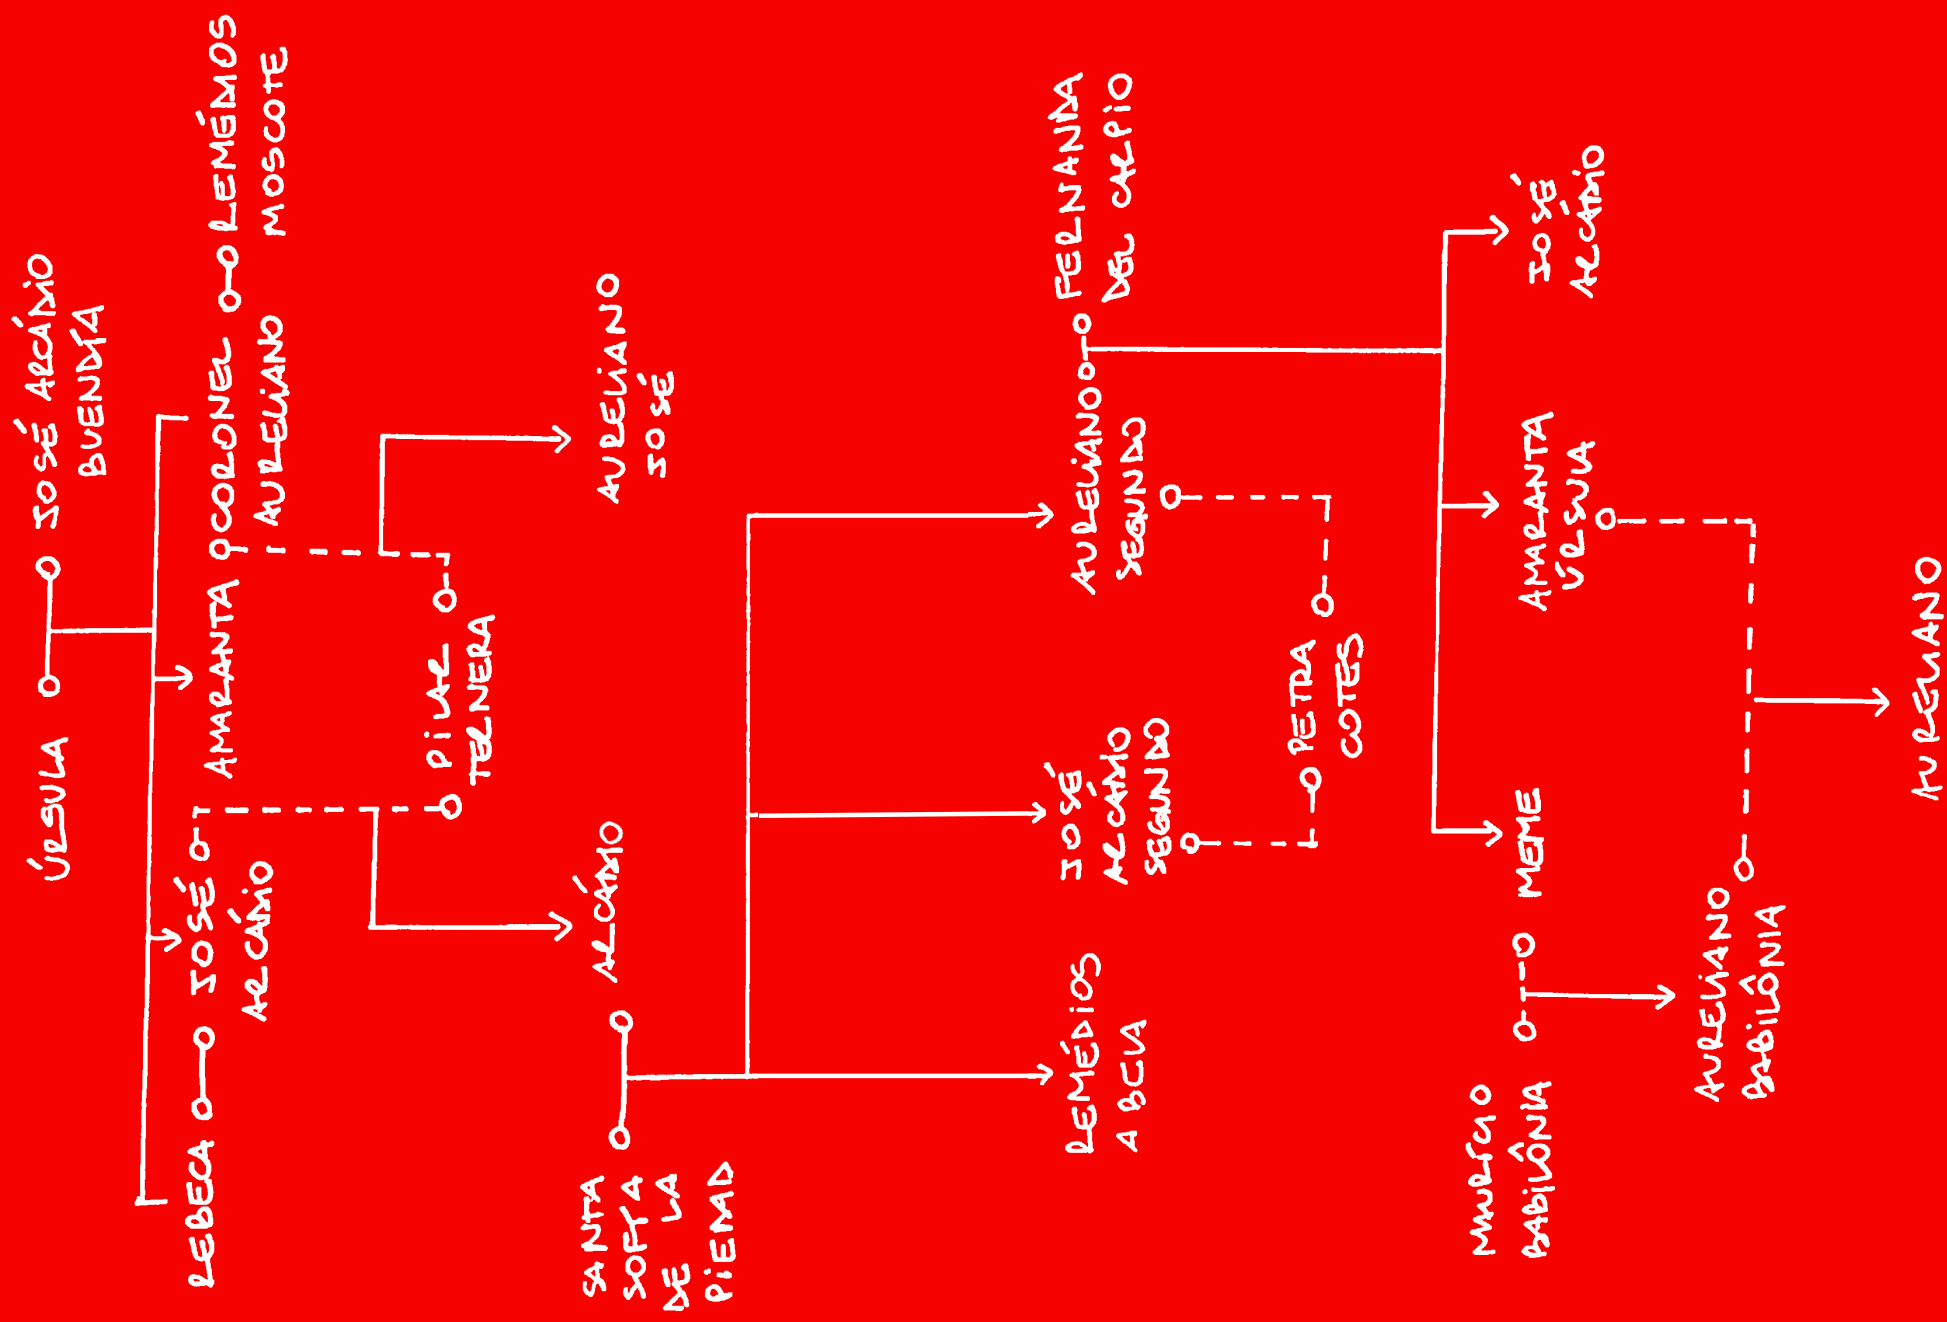 ÚRSULA
JOSÉ ARCÁDIO
BUENDÍA
REBECA
JOSÉ
ARCÁDIO
AMARANTA
CORONEL
AURELIANO
REMÉDIOS
MOSCOTE
PILAR
TERNERA
SANTA
SOFÍA
DE LA
PIEDAD
ARCÁDIO
AURELIANO
JOSÉ
REMÉDIOS
A BELA
JOSÉ
ARCÁDIO
SEGUNDO
AURELIANO
SEGUNDO
FERNANDA
DEL CARPIO
PETRA
COTES
MAURÍCIO
BABILÔNIA
MEME
AMARANTA
ÚRSULA
JOSÉ
ARCÁDIO
AURELIANO
BABILÔNIA
AURELIANO